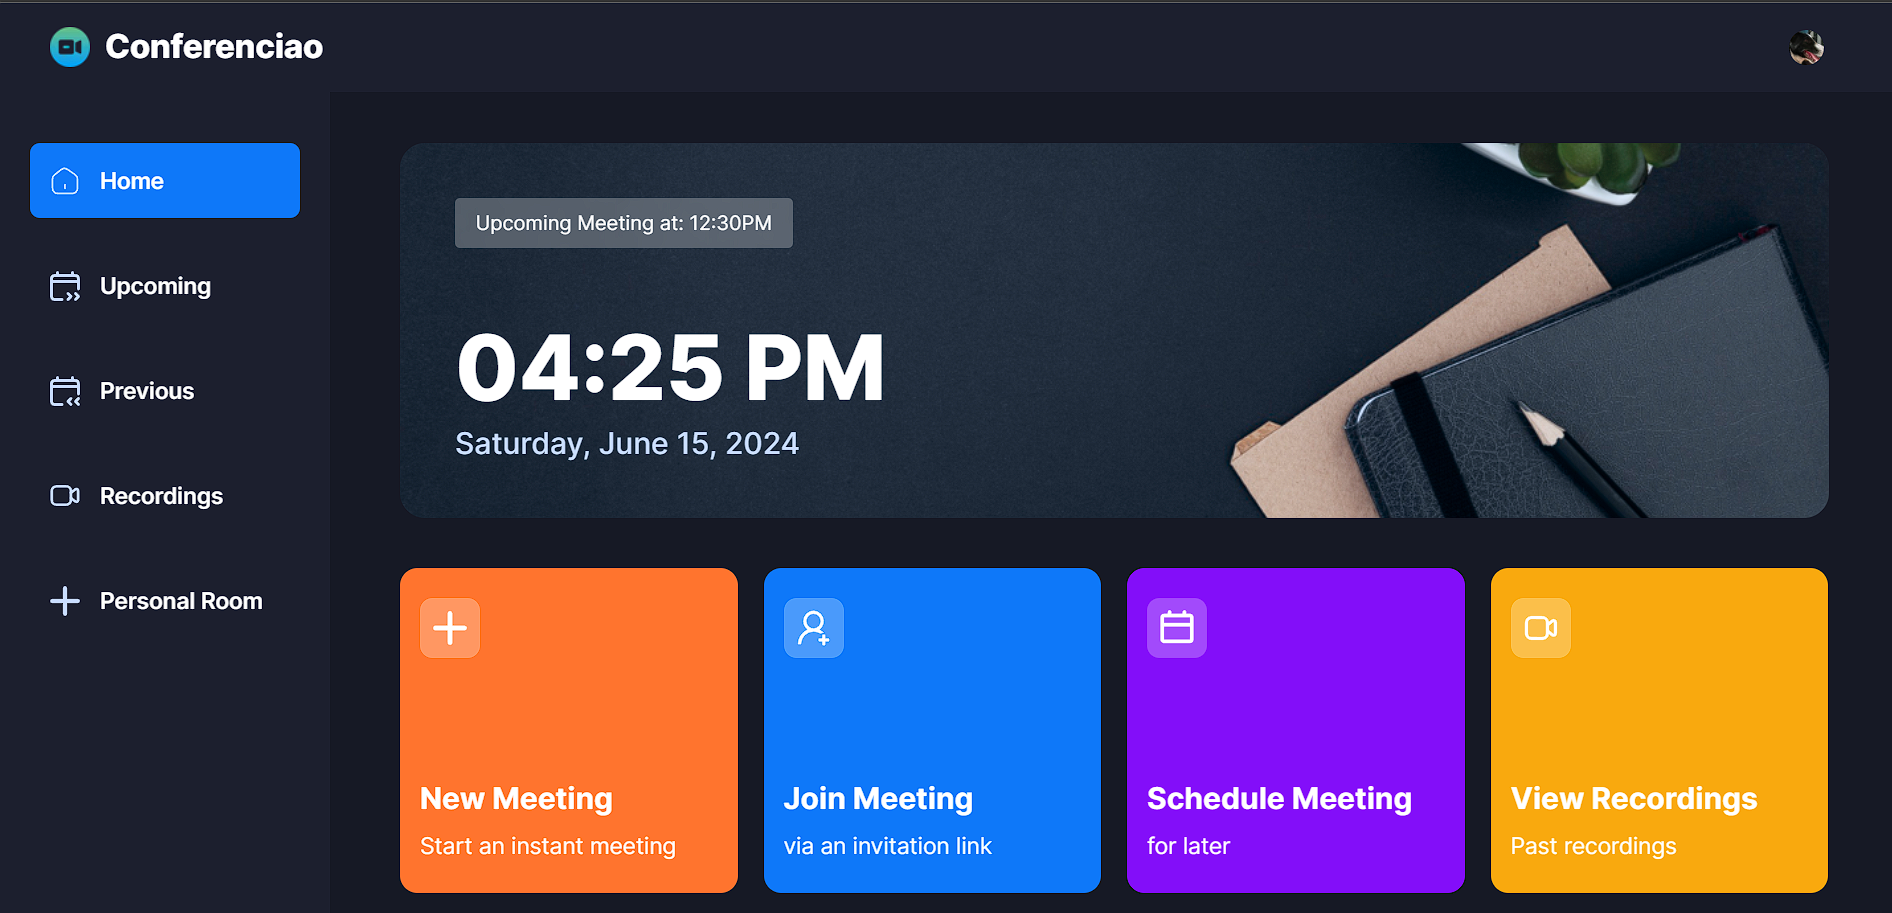 Conferenciao
Home
Upcoming
Previous
Recordings
Personal Room
Upcoming Meeting at: 12:30PM
04:25 PM
Saturday, June 15, 2024
New Meeting
Start an instant meeting
Join Meeting
via an invitation link
Schedule Meeting
for later
View Recordings
Past recordings